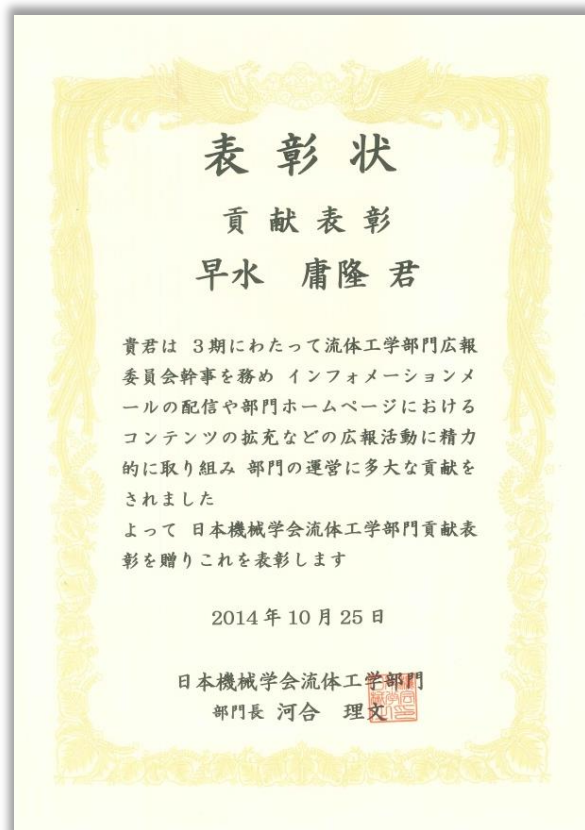 表彰状
貢献表彰
早水 庸隆 君
貴君は 3期にわたって流体工学部門広報
委員会幹事を務め インフォメーションメ
ールの配信や部門ホームページにおける
コンテンツの拡充などの広報活動に精力
的に取り組み 部門の運営に多大な貢献を
されました
よって 日本機械学会流体工学部門貢献表
彰を贈りこれを表彰します
2014年10月25日
日本機械学会流体工学部門
部門長 河合 理文